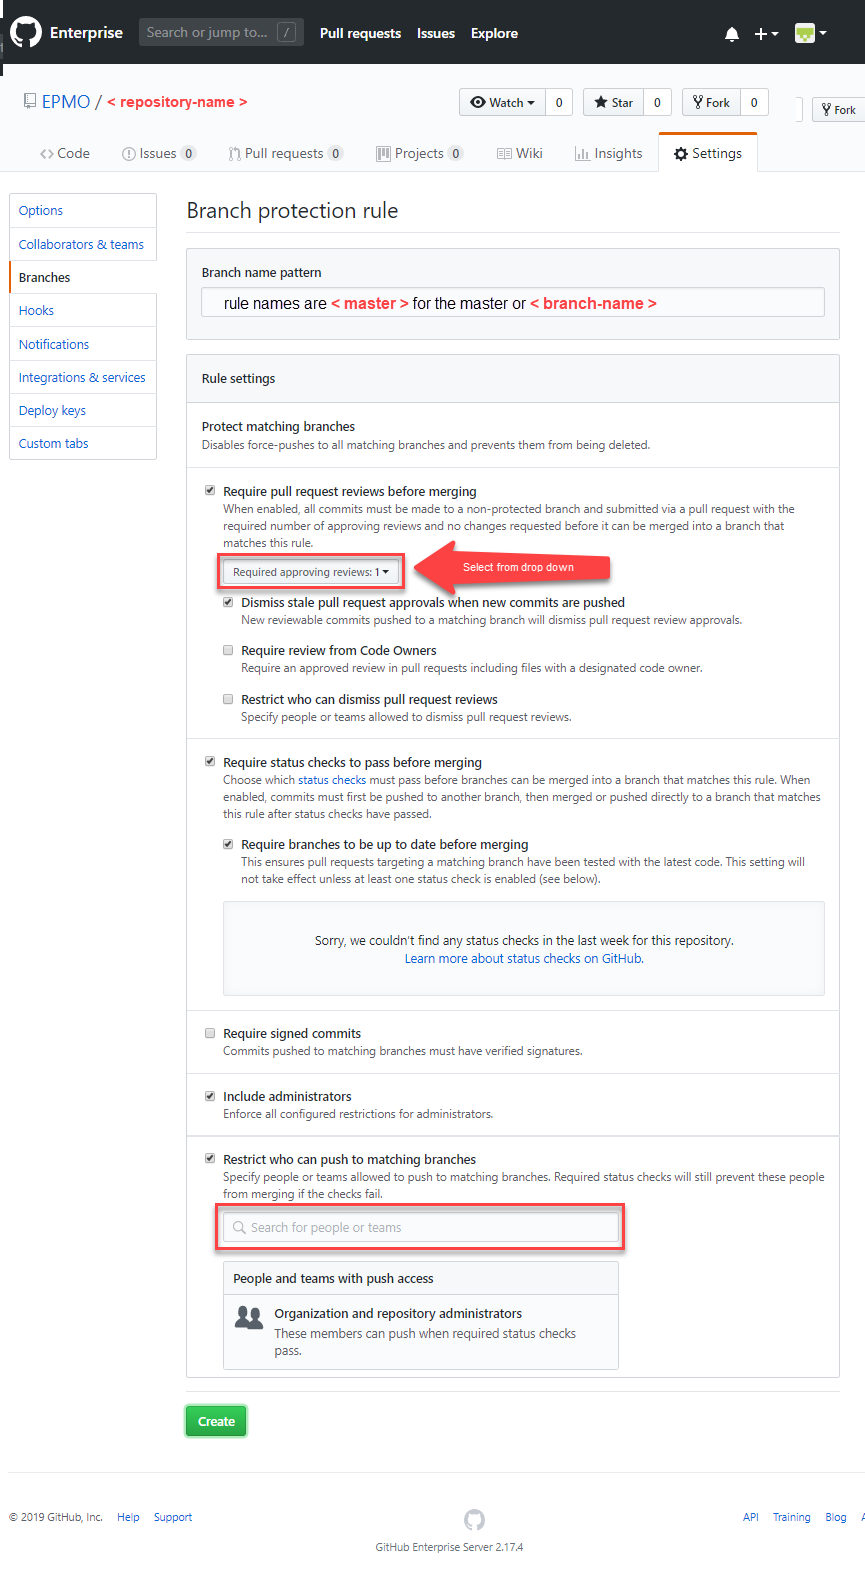 Enterprise Search or jump to... / Pull requests Issues Explore
EPMO / < repository-name > Watch 0 Star 0 Fork 0 Fork
Code Issues 0 Pull requests 0 Projects 0 Wiki Insights Settings
Options
Collaborators & teams
Branches
Hooks
Notifications
Integrations & services
Deploy keys
Custom tabs
Branch protection rule
Branch name pattern
rule names are < master > for the master or < branch-name >
Rule settings
Protect matching branches
Disables force-pushes to all matching branches and prevents them from being deleted.
Require pull request reviews before merging
When enabled, all commits must be made to a non-protected branch and submitted via a pull request with the
required number of approving reviews and no changes requested before it can be merged into a branch that
matches this rule.
Required approving reviews: 1 Select from drop down
Dismiss stale pull request approvals when new commits are pushed
New reviewable commits pushed to a matching branch will dismiss pull request review approvals.
Require review from Code Owners
Require an approved review in pull requests including files with a designated code owner.
Restrict who can dismiss pull request reviews
Specify people or teams allowed to dismiss pull request reviews.
Require status checks to pass before merging
Choose which status checks must pass before branches can be merged into a branch that matches this rule. When
enabled, commits must first be pushed to another branch, then merged or pushed directly to a branch that matches
this rule after status checks have passed.
Require branches to be up to date before merging
This ensures pull requests targeting a matching branch have been tested with the latest code. This setting will
not take effect unless at least one status check is enabled (see below).
Sorry, we couldn't find any status checks in the last week for this repository.
Learn more about status checks on GitHub.
Require signed commits
Commits pushed to matching branches must have verified signatures.
Include administrators
Enforce all configured restrictions for administrators.
Restrict who can push to matching branches
Specify people or teams allowed to push to matching branches. Required status checks will still prevent these people
from merging if the checks fail.
Search for people or teams
People and teams with push access
Organization and repository administrators
These members can push when required status checks
pass.
Create
© 2019 GitHub, Inc. Help Support API Training Blog
GitHub Enterprise Server 2.17.4